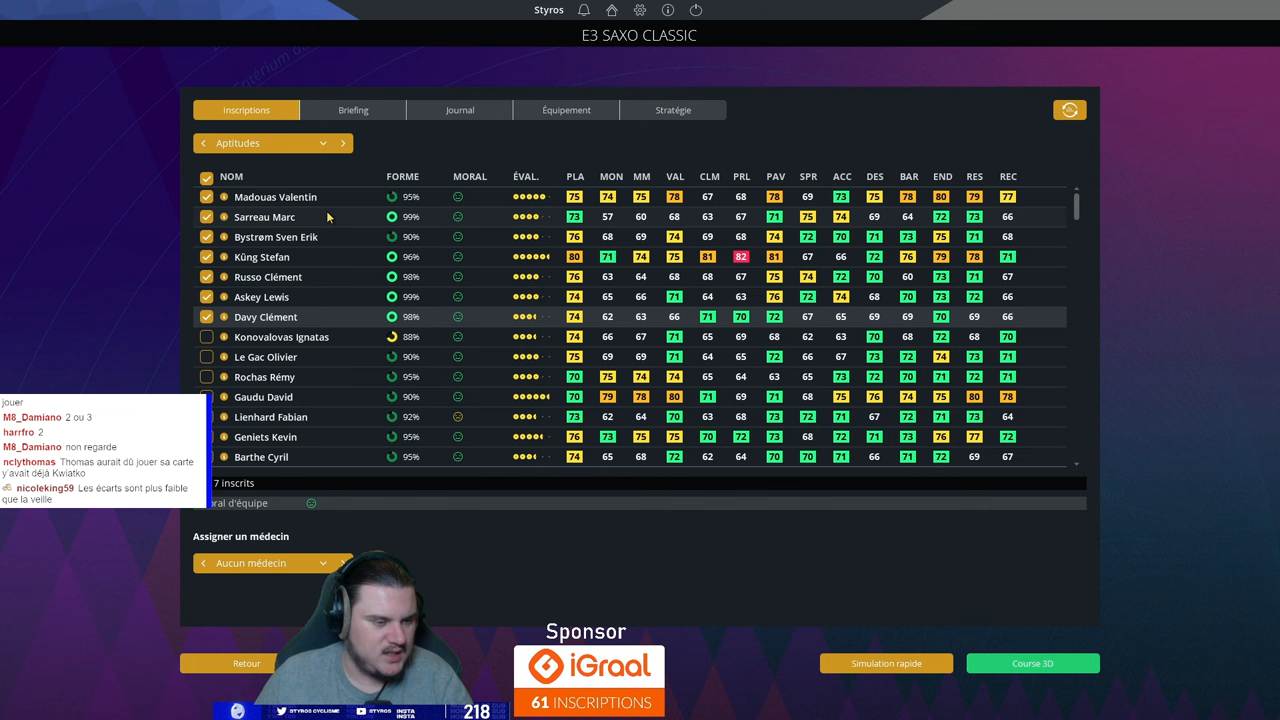 Styros
E3 SAXO CLASSIC
Inscriptions Briefing Journal Équipement Stratégie
Aptitudes
NOM FORME MORAL ÉVAL. PLA MON MM VAL CLM PRL PAV SPR ACC DES BAR END RES REC
Madouas Valentin 95% 75 74 75 78 67 68 78 69 73 75 78 80 79 77
Sarreau Marc 99% 73 57 60 68 63 67 71 75 74 69 64 72 73 66
Bystrøm Sven Erik 90% 76 68 69 74 69 68 74 72 70 71 73 75 71 68
Küng Stefan 96% 80 71 74 75 81 82 81 67 66 72 76 79 78 71
Russo Clément 98% 76 63 64 68 68 67 75 74 72 70 60 73 71 67
Askey Lewis 99% 74 65 66 71 64 63 76 72 74 68 70 73 72 66
Davy Clément 98% 74 62 63 66 71 70 72 67 65 69 69 70 69 66
Konovalovas Ignatas 88% 74 66 67 71 65 69 68 62 63 70 68 72 68 70
Le Gac Olivier 90% 75 69 69 71 64 65 72 66 67 73 72 74 73 71
Rochas Rémy 95% 70 75 74 74 65 64 63 65 73 72 70 71 72 71
Gaudu David 90% 70 79 78 80 71 69 71 68 75 76 74 75 80 78
Lienhard Fabian 92% 73 62 64 70 63 68 73 71 72 67 71 72 73 64
Geniets Kevin 95% 76 73 75 75 70 72 73 68 72 71 73 76 77 72
Barthe Cyril 95% 74 65 68 72 62 64 70 70 71 66 71 72 69 67
7 inscrits
oral d'équipe
Assigner un médecin
Aucun médecin
jouer
M8_Damiano 2 ou 3
harrfro 2
M8_Damiano non regarde
nclythomas Thomas aurait dû jouer sa carte
y'avait déjà Kwiatko
nicoleking59 Les écarts sont plus faible
que la veille
Retour Simulation rapide Course 3D
Sponsor
iGraal
61 INSCRIPTIONS
STYROS CYCLISME STYROS INSTA
INSTA
218